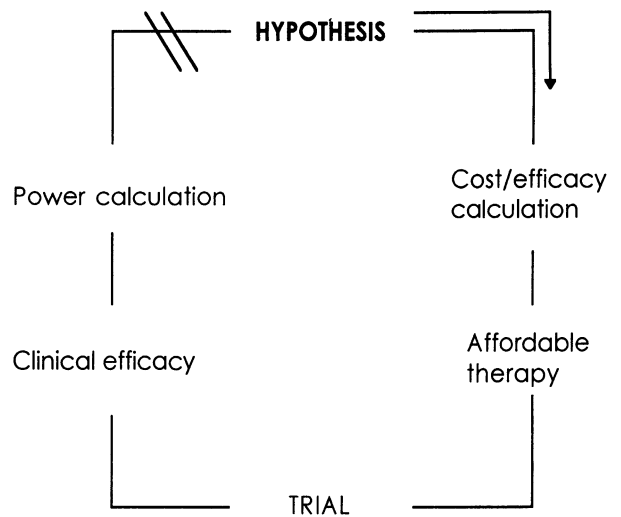 HYPOTHESIS
Power calculation
Cost/efficacy
calculation
Clinical efficacy
Affordable
therapy
TRIAL